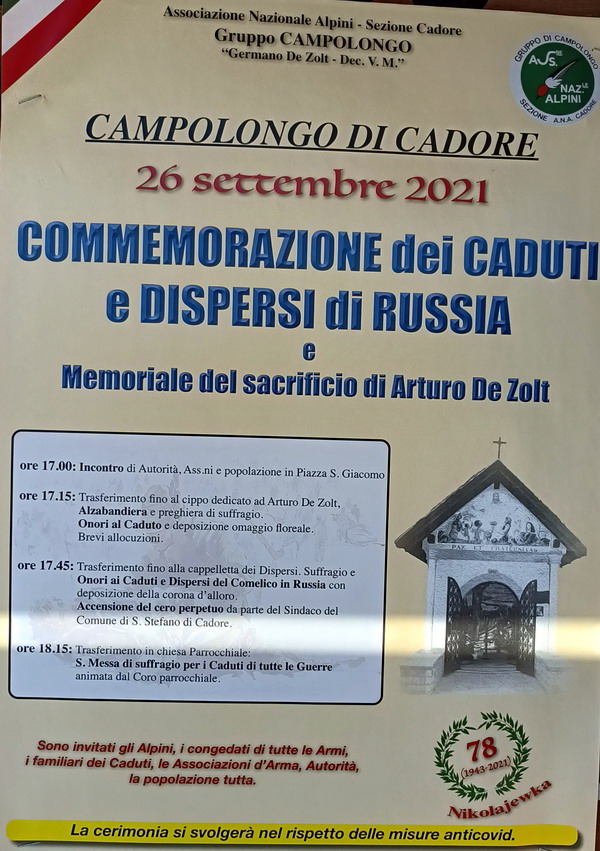 Associazione Nazionale Alpini - Sezione Cadore
Gruppo CAMPOLONGO
“Germano De Zolt - Dec. V. M.”
GRUPPO DI CAMPOLONGO
ASS.NE
NAZ.LE
ALPINI
SEZIONE A.N.A. CADORE
CAMPOLONGO DI CADORE
26 settembre 2021
COMMEMORAZIONE dei CADUTI
e DISPERSI di RUSSIA
e
Memoriale del sacrificio di Arturo De Zolt
ore 17.00: Incontro di Autorità, Ass.ni e popolazione in Piazza S. Giacomo
ore 17.15: Trasferimento fino al cippo dedicato ad Arturo De Zolt,
Alzabandiera e preghiera di suffragio.
Onori al Caduto e deposizione omaggio floreale.
Brevi allocuzioni.
ore 17.45: Trasferimento fino alla cappelletta dei Dispersi. Suffragio e
Onori ai Caduti e Dispersi del Comelico in Russia con
deposizione della corona d’alloro.
Accensione del cero perpetuo da parte del Sindaco del
Comune di S. Stefano di Cadore.
ore 18.15: Trasferimento in chiesa Parrocchiale:
S. Messa di suffragio per i Caduti di tutte le Guerre
animata dal Coro parrocchiale.
PAX ET FRATERNITAS
Sono invitati gli Alpini, i congedati di tutte le Armi,
i familiari dei Caduti, le Associazioni d’Arma, Autorità,
la popolazione tutta.
78
(1943-2021)
Nikolajewka
La cerimonia si svolgerà nel rispetto delle misure anticovid.